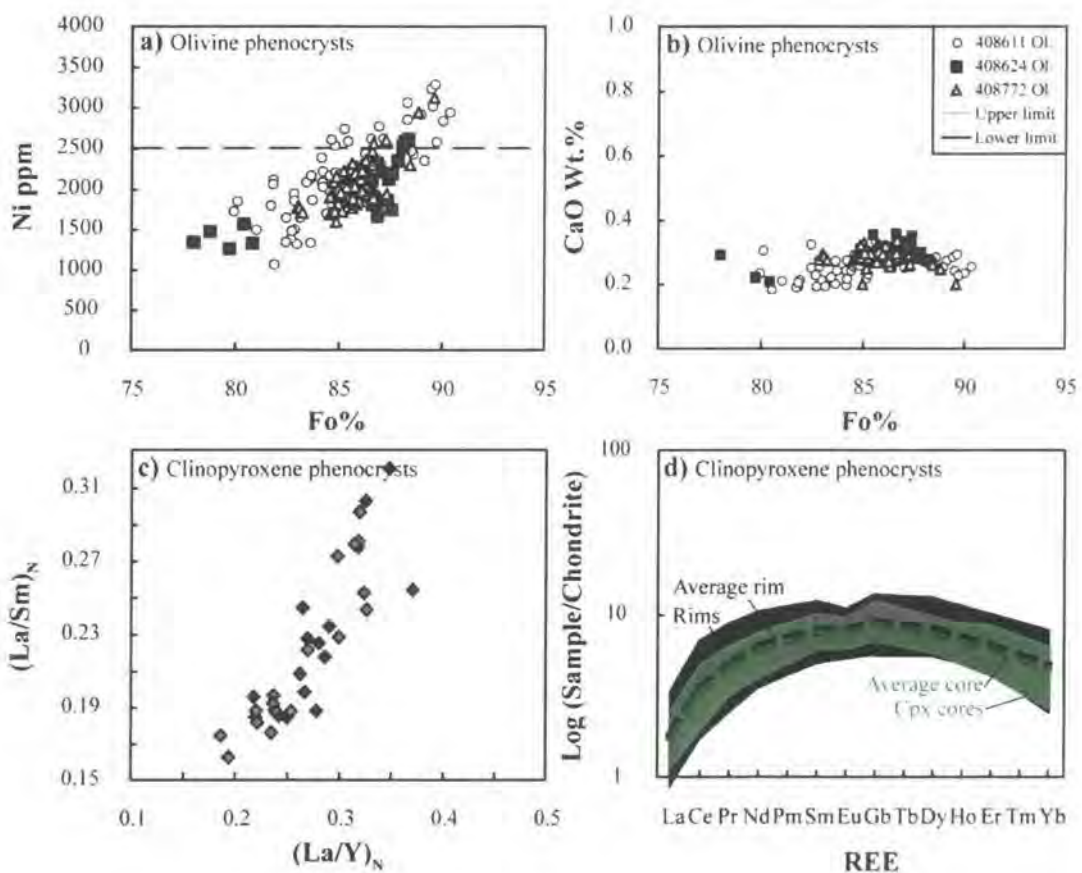 a) Olivine phenocrysts
4000
3500
3000
2500
2000
1500
1000
500
0
Ni ppm
75 80 85 90 95
Fo%
b) Olivine phenocrysts
408611 Ol.
408624 Ol.
408772 Ol.
Upper limit
Lower limit
1.0
0.8
0.6
0.4
0.2
0.0
CaO Wt.%
75 80 85 90 95
Fo%
c) Clinopyroxene phenocrysts
0.31
0.27
0.23
0.19
0.15
(La/Sm)N
0.1 0.2 0.3 0.4 0.5
(La/Y)N
d) Clinopyroxene phenocrysts
100
10
1
Log (Sample/Chondrite)
Average rim
Rims
Average core
Cpx cores
La Ce Pr Nd Pm Sm Eu Gb Tb Dy Ho Er Tm Yb
REE